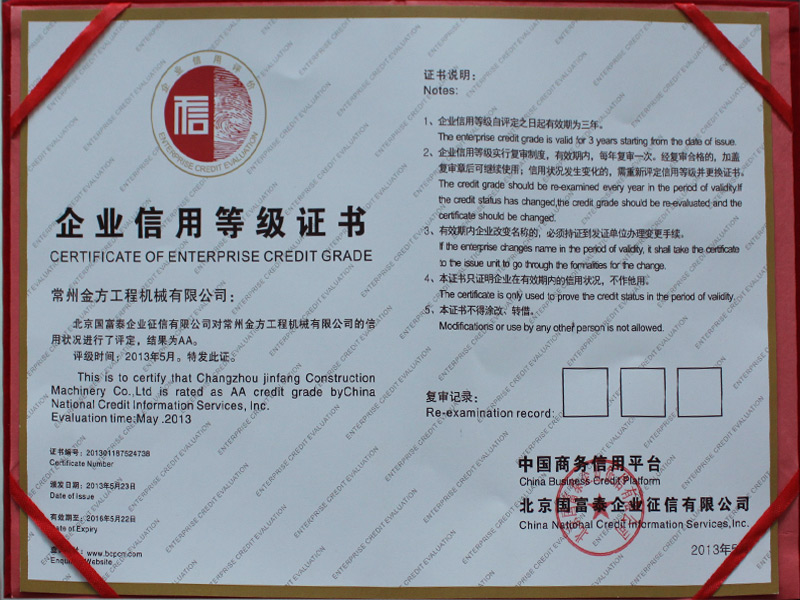 企业信用评价
信
ENTERPRISE CREDIT EVALUATION
企业信用等级证书
CERTIFICATE OF ENTERPRISE CREDIT GRADE
常州金方工程机械有限公司：
北京国富泰企业征信有限公司对常州金方工程机械有限公司的信
用状况进行了评定，结果为AA。
评级时间：2013年5月。特发此证。
This is to certify that Changzhou jinfang Construction
Machinery Co.,Ltd is rated as AA credit grade byChina
National Credit Information Services, Inc.
Evaluation time:May .2013
证书编号：201301187524738
Certificate Number
颁发日期：2013年5月23日
Date of Issue
有效期至：2016年5月22日
Date of Expiry
www.bcpcn.com
Website
证书说明：
Notes:
1、企业信用等级自评定之日起有效期为三年。
The enterprise credit grade is valid for 3 years starting from the date of issue.
2、企业信用等级实行复审制度，有效期内，每年复审一次。经复审合格的，加盖
复审章后可继续使用；信用状况发生变化的，需重新评定信用等级并更换证书。
The credit grade should be re-examined every year in the period of validity.If
the credit status has changed,the credit grade should be re-evaluated and the
certificate should be changed.
3、有效期内企业改变名称的，必须持证到发证单位办理变更手续。
If the enterprise changes name in the period of validity, it shall take the certificate
to the issue unit to go through the formalities for the change.
4、本证书只证明企业在有效期内的信用状况，不作他用。
The certificate is only used to prove the credit status in the period of validity.
5、本证书不得涂改、转借。
Modifications or use by any other person is not allowed.
复审记录：
Re-examination record:
中国商务信用平台
China Business Credit Platform
北京国富泰企业征信有限公司
China National Credit Information Services,Inc.
2013年5月